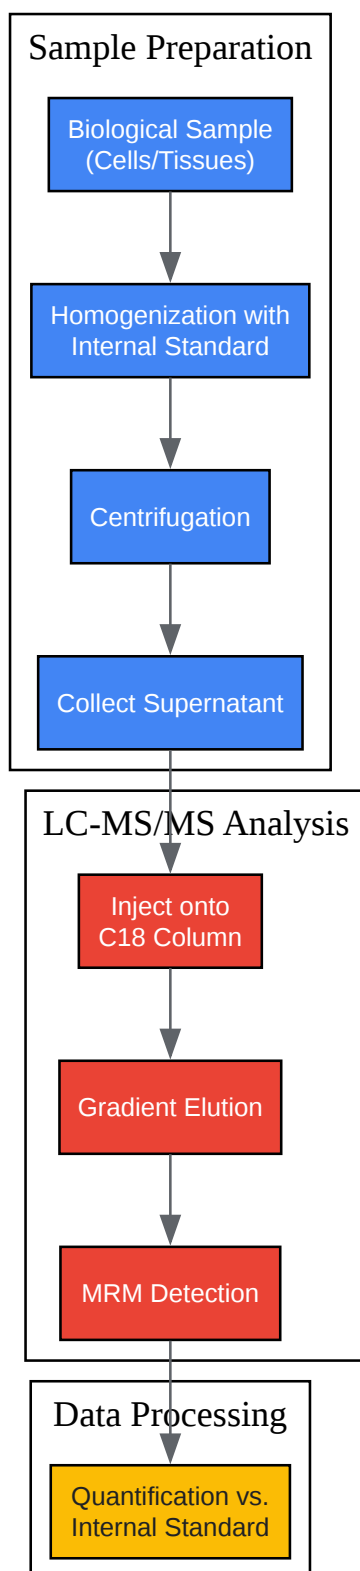 Sample Preparation
Biological Sample
(Cells/Tissues)
Homogenization with
Internal Standard
Centrifugation
Collect Supernatant
LC-MS/MS Analysis
Inject onto
C18 Column
Gradient Elution
MRM Detection
Data Processing
Quantification vs.
Internal Standard